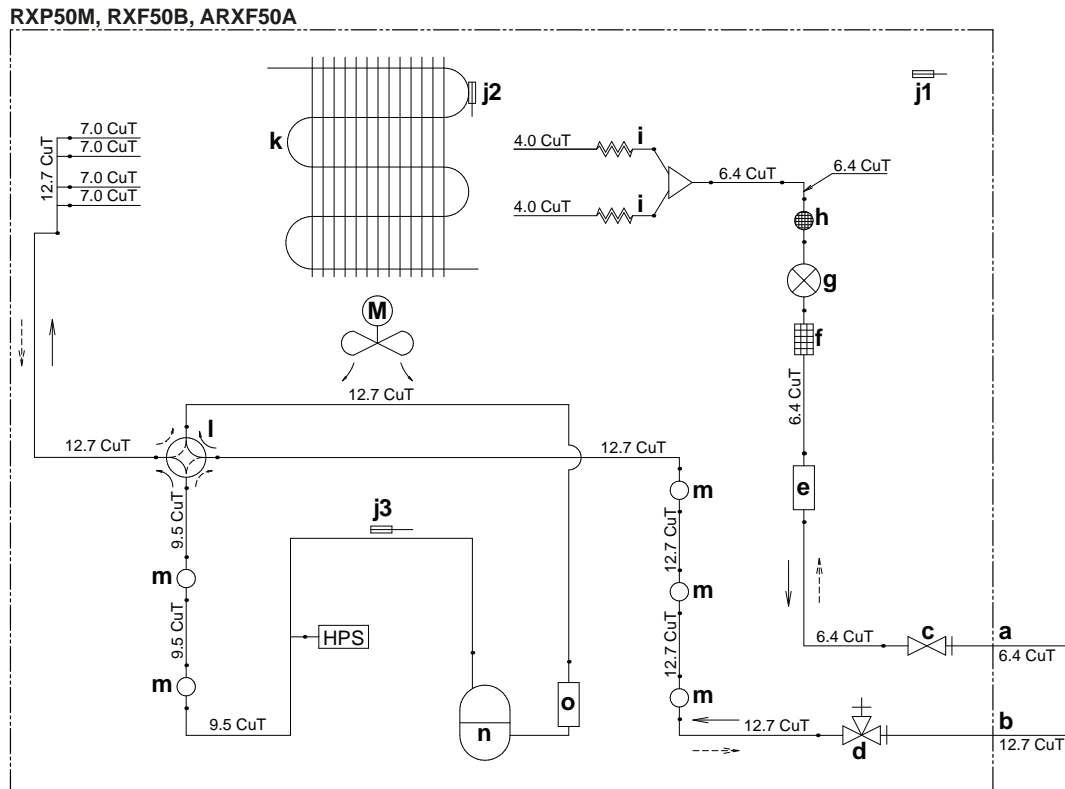 RXP50M, RXF50B, ARXF50A
j1
j2
k
7.0 CuT
7.0 CuT
7.0 CuT
7.0 CuT
12.7 CuT
4.0 CuT
i
4.0 CuT
i
6.4 CuT
6.4 CuT
h
g
f
6.4 CuT
M
12.7 CuT
l
12.7 CuT
12.7 CuT
e
m
9.5 CuT
j3
12.7 CuT
m
9.5 CuT
m
HPS
12.7 CuT
m
6.4 CuT
c
a
6.4 CuT
m
9.5 CuT
n
o
12.7 CuT
d
b
12.7 CuT